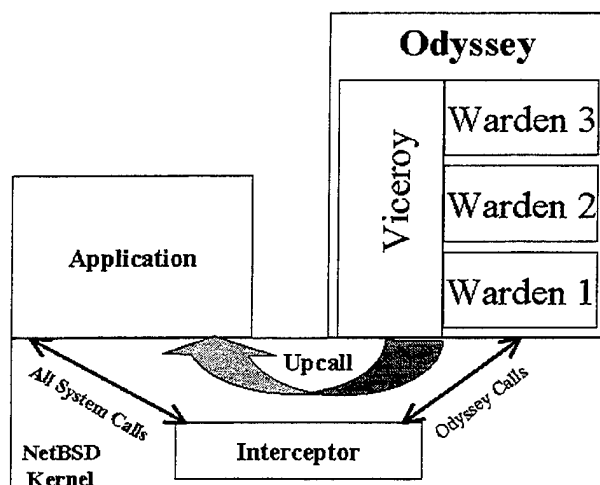 Odyssey
Viceroy
Warden 3
Warden 2
Warden 1
Application
Upcall
All System Calls
Odyssey Calls
Interceptor
NetBSD
Kernel